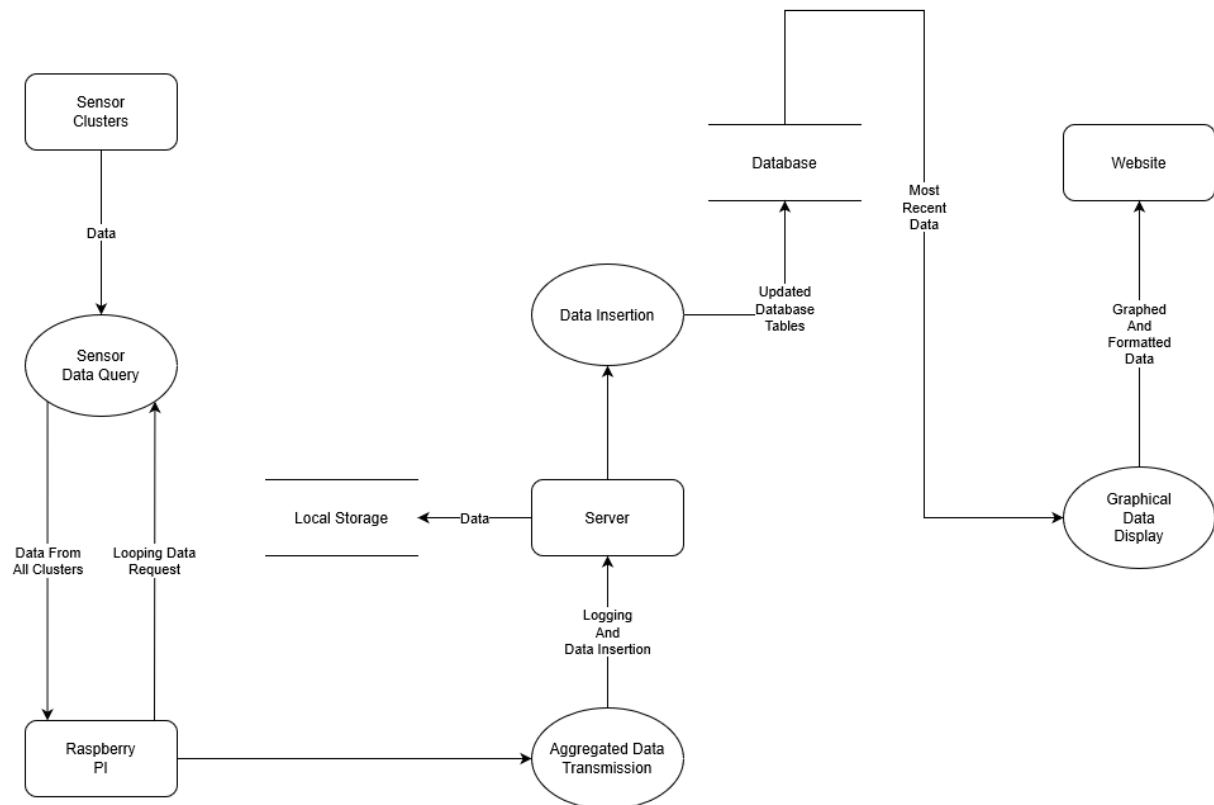 Sensor
Clusters
Data
Sensor
Data Query
Data From
All Clusters
Looping Data
Request
Raspberry
PI
Local Storage
Data
Server
Logging
And
Data Insertion
Aggregated Data
Transmission
Data Insertion
Updated
Database
Tables
Database
Most
Recent
Data
Website
Graphed
And
Formatted
Data
Graphical
Data
Display